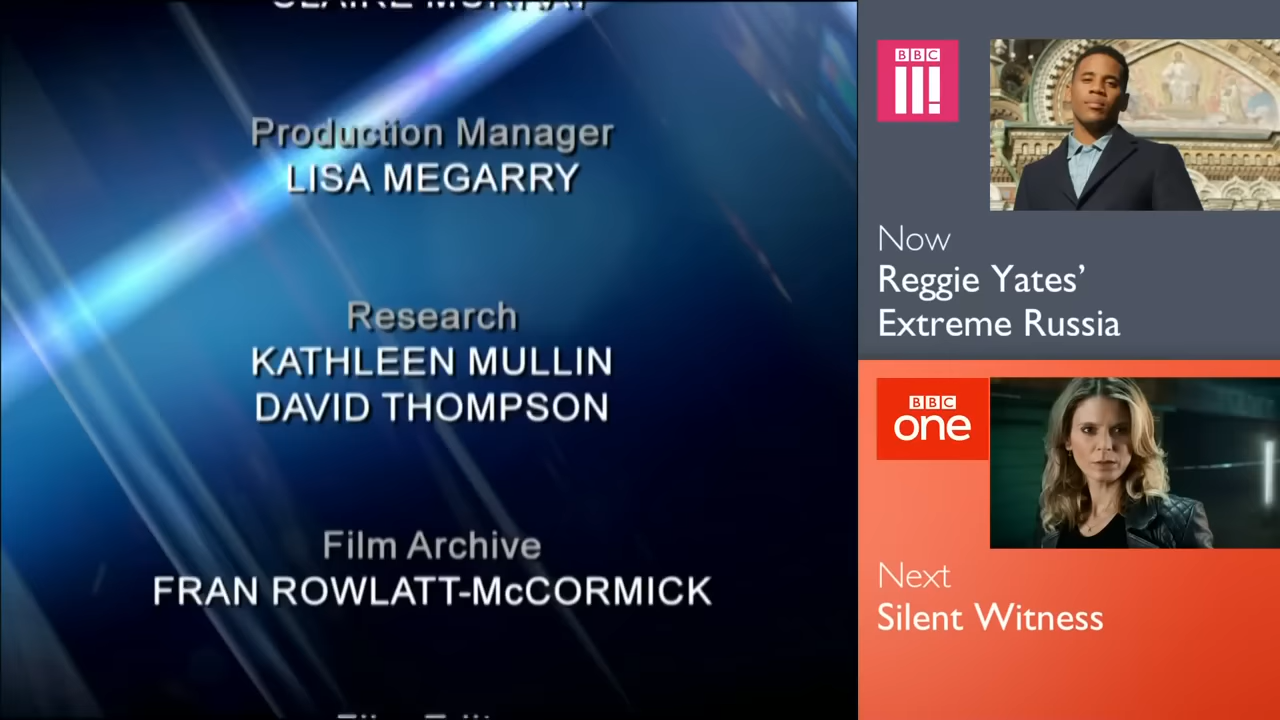 Production Manager
LISA MEGARRY
Research
KATHLEEN MULLIN
DAVID THOMPSON
Film Archive
FRAN ROWLATT-McCORMICK
BBC
III!
Now
Reggie Yates’
Extreme Russia
BBC
one
Next
Silent Witness